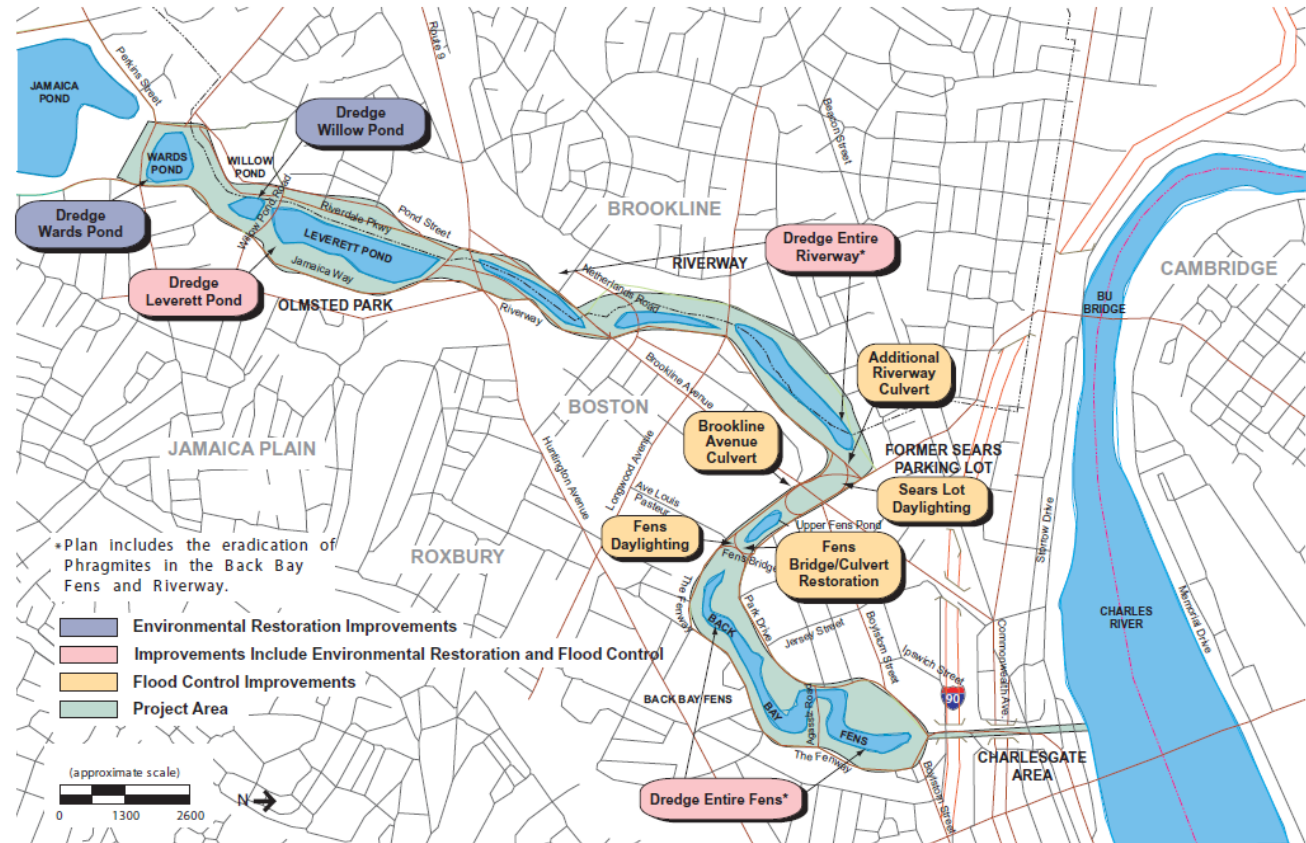 JAMAICA
POND
Perkins Street
Route 9
Dredge
Willow Pond
WARDS
POND
WILLOW
POND
Beacon Street
Dredge
Wards Pond
Willow Pond Road
Riverdale Pkwy
Pond Street
BROOKLINE
LEVERETT POND
Dredge Entire
Riverway*
RIVERWAY
CAMBRIDGE
Dredge
Leverett Pond
Jamaica Way
OLMSTED PARK
Netherlands Road
Riverway
BU
BRIDGE
Brookline Avenue
Additional
Riverway
Culvert
BOSTON
Brookline
Avenue
Culvert
JAMAICA PLAIN
Huntington Avenue
Longwood Avenue
FORMER SEARS
PARKING LOT
Ave Louis
Pasteur
Sears Lot
Daylighting
Upper Fens Pond
Fens
Daylighting
Fens Bridge
Fens
Bridge/Culvert
Restoration
Storrow Drive
*Plan includes the eradication of
Phragmites in the Back Bay
Fens and Riverway.
ROXBURY
The Fenway
Park Drive
BACK
Jersey Street
Boylstom Street
Ipswich Street
Commonwealth Ave.
CHARLES
RIVER
Memorial Drive
Environmental Restoration Improvements
Improvements Include Environmental Restoration and Flood Control
Flood Control Improvements
Project Area
BACK BAY FENS
BAY
Agassiz Road
FENS
90
The Fenway
CHARLESGATE
AREA
Boylstom Street
(approximate scale)
0 1300 2600
N
Dredge Entire Fens*